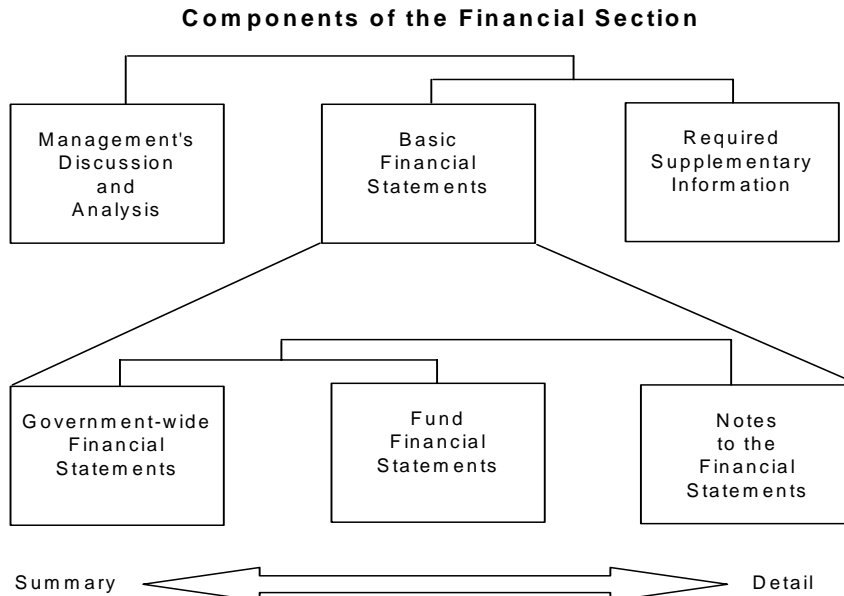 Components of the Financial Section
Management's
Discussion
and
Analysis
Basic
Financial
Statements
Required
Supplementary
Information
Government-wide
Financial
Statements
Fund
Financial
Statements
Notes
to the
Financial
Statements
Summary
Detail